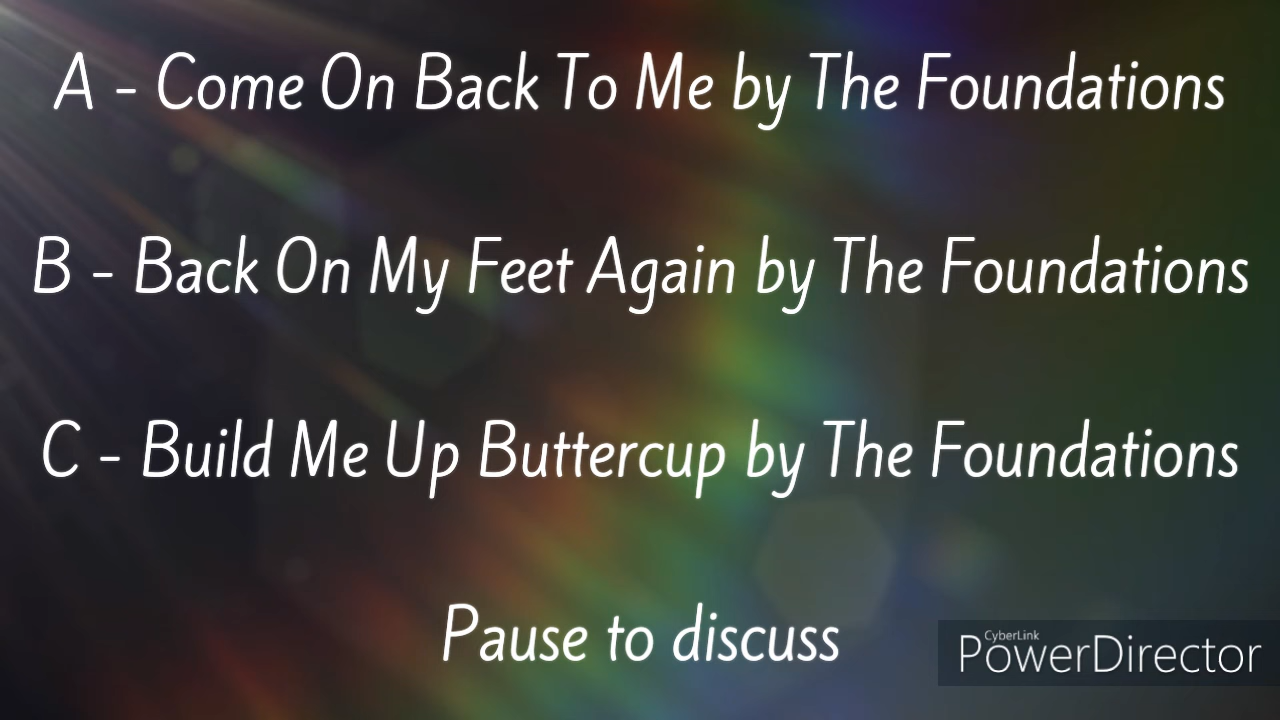 A - Come On Back To Me by The Foundations
B - Back On My Feet Again by The Foundations
C - Build Me Up Buttercup by The Foundations
Pause to discuss
CyberLink
PowerDirector